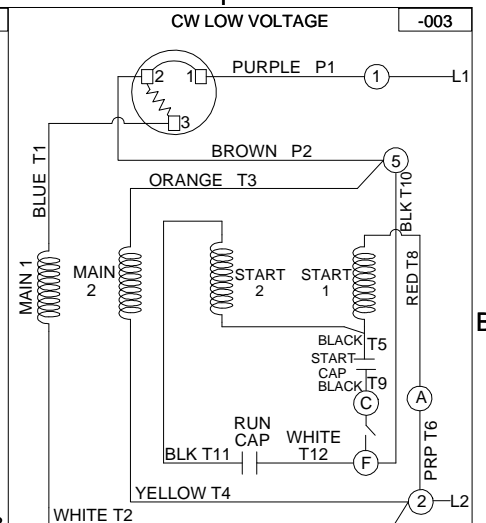 CW LOW VOLTAGE
-003
2
1
PURPLE P1
1
L1
3
BLUE T1
BROWN P2
5
ORANGE T3
BLK T10
MAIN 1
MAIN
2
START
2
START
1
RED T8
BLACK T5
START
CAP
BLACK T9
C
A
RUN
CAP
WHITE
T12
BLK T11
F
PRP T6
YELLOW T4
2
L2
WHITE T2